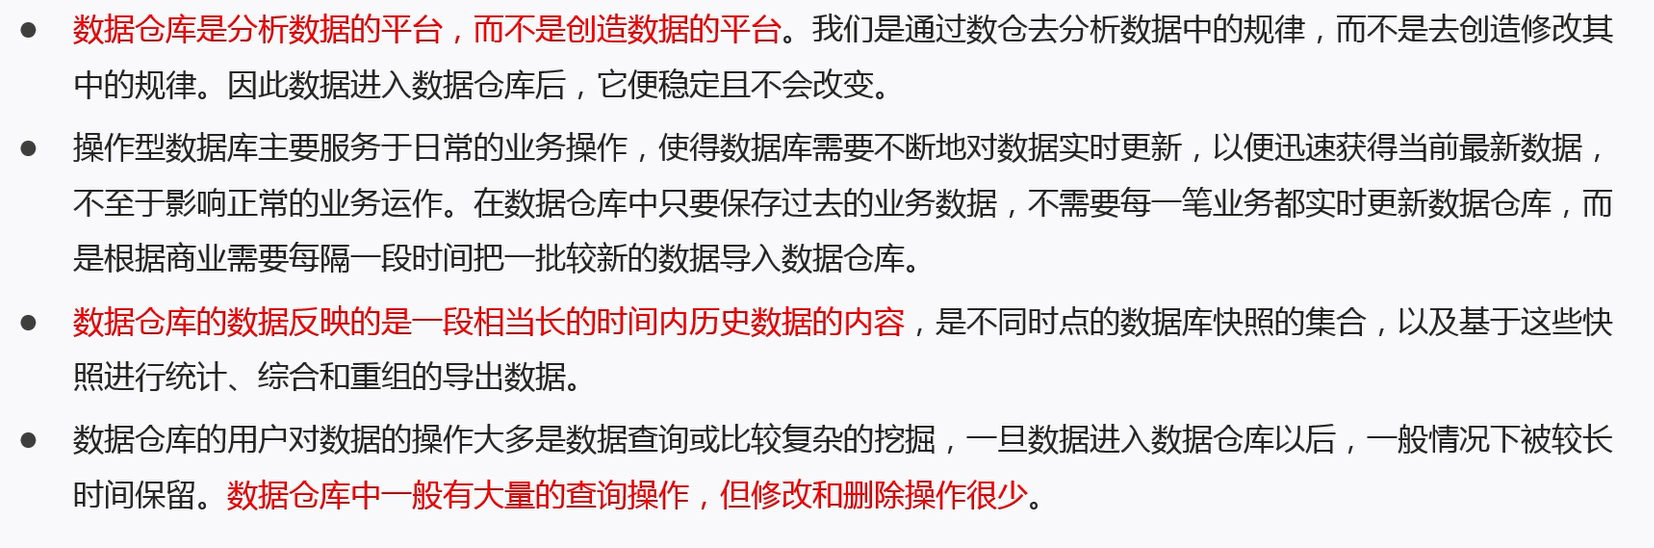 ● 数据仓库是分析数据的平台，而不是创造数据的平台。我们是通过数仓去分析数据中的规律，而不是去创造修改其
中的规律。因此数据进入数据仓库后，它便稳定且不会改变。
● 操作型数据库主要服务于日常的业务操作，使得数据库需要不断地对数据实时更新，以便迅速获得当前最新数据，
不至于影响正常的业务运作。在数据仓库中只要保存过去的业务数据，不需要每一笔业务都实时更新数据仓库，而
是根据商业需要每隔一段时间把一批较新的数据导入数据仓库。
● 数据仓库的数据反映的是一段相当长的时间内历史数据的内容，是不同时点的数据库快照的集合，以及基于这些快
照进行统计、综合和重组的导出数据。
● 数据仓库的用户对数据的操作大多是数据查询或比较复杂的挖掘，一旦数据进入数据仓库以后，一般情况下被较长
时间保留。数据仓库中一般有大量的查询操作，但修改和删除操作很少。